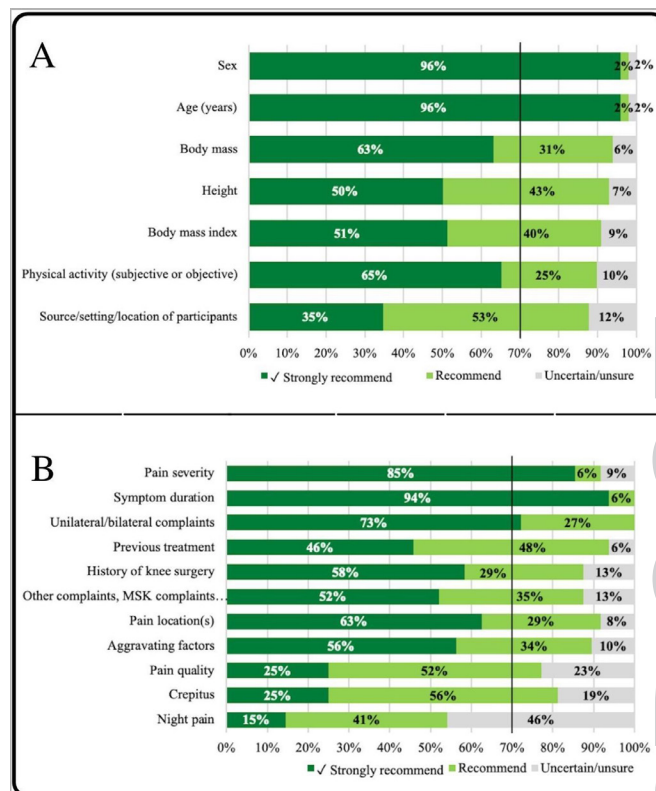 A
Sex 96% 2% 2%
Age (years) 96% 2% 2%
Body mass 63% 31% 6%
Height 50% 43% 7%
Body mass index 51% 40% 9%
Physical activity (subjective or objective) 65% 25% 10%
Source/setting/location of participants 35% 53% 12%
0% 10% 20% 30% 40% 50% 60% 70% 80% 90% 100%
✓ Strongly recommend Recommend Uncertain/unsure
B
Pain severity 85% 6% 9%
Symptom duration 94% 6%
Unilateral/bilateral complaints 73% 27%
Previous treatment 46% 48% 6%
History of knee surgery 58% 29% 13%
Other complaints, MSK complaints… 52% 35% 13%
Pain location(s) 63% 29% 8%
Aggravating factors 56% 34% 10%
Pain quality 25% 52% 23%
Crepitus 25% 56% 19%
Night pain 15% 41% 46%
0% 10% 20% 30% 40% 50% 60% 70% 80% 90% 100%
✓ Strongly recommend Recommend Uncertain/unsure